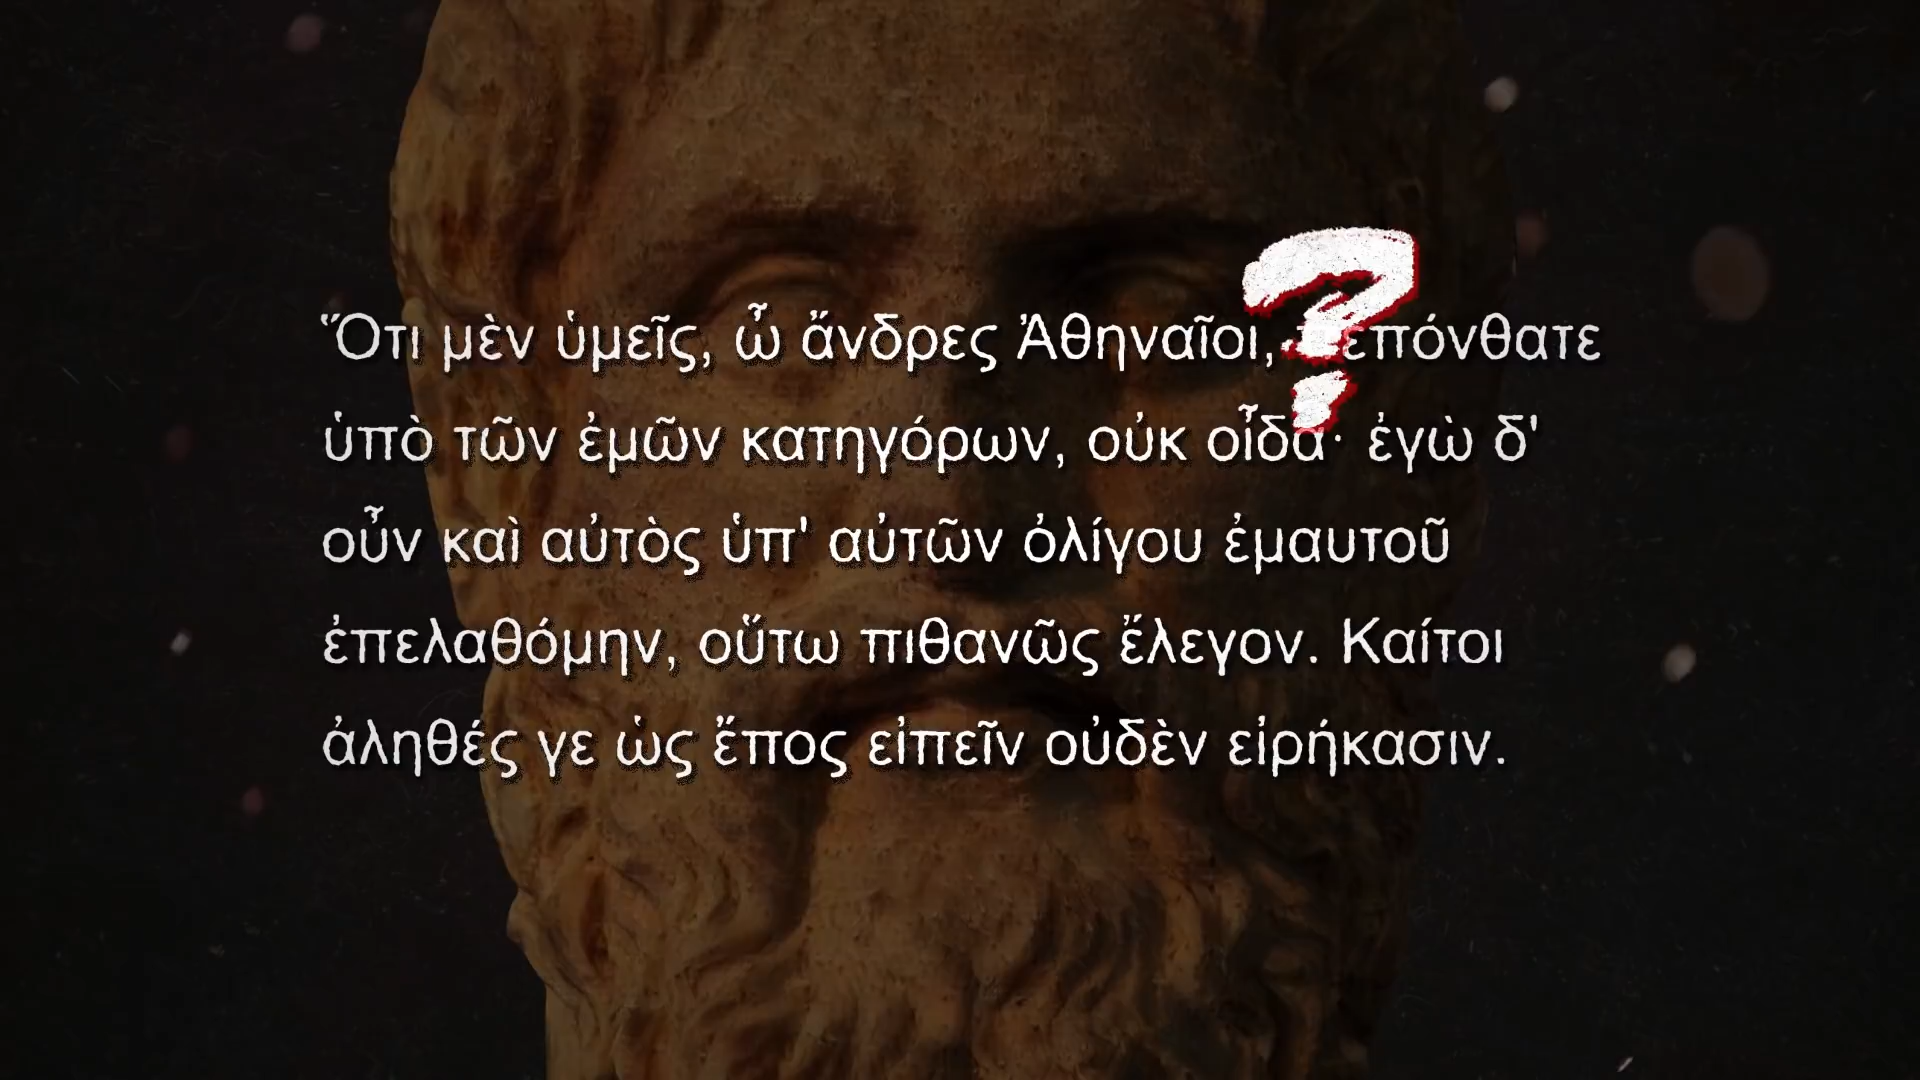 Ὅτι μὲν ὑμεῖς, ὦ ἄνδρες Ἀθηναῖοι, πεπόνθατε
ὑπὸ τῶν ἐμῶν κατηγόρων, οὐκ οἶδα· ἐγὼ δ'
οὖν καὶ αὐτὸς ὑπ' αὐτῶν ὀλίγου ἐμαυτοῦ
ἐπελαθόμην, οὕτω πιθανῶς ἔλεγον. Καίτοι
ἀληθές γε ὡς ἔπος εἰπεῖν οὐδὲν εἰρήκασιν.
?